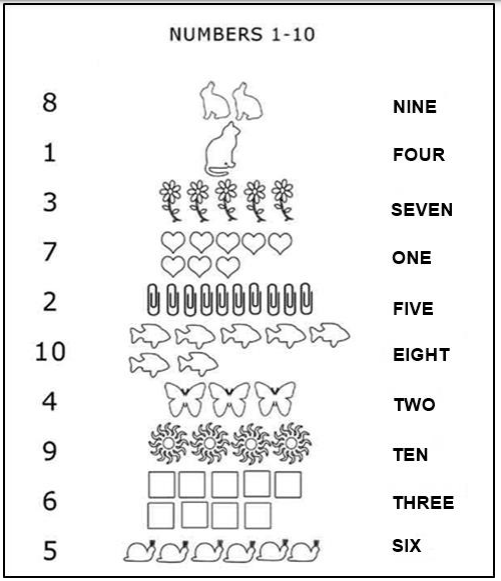 NUMBERS 1-10
8 NINE
1 FOUR
3 SEVEN
7 ONE
2 FIVE
10 EIGHT
4 TWO
9 TEN
6 THREE
5 SIX